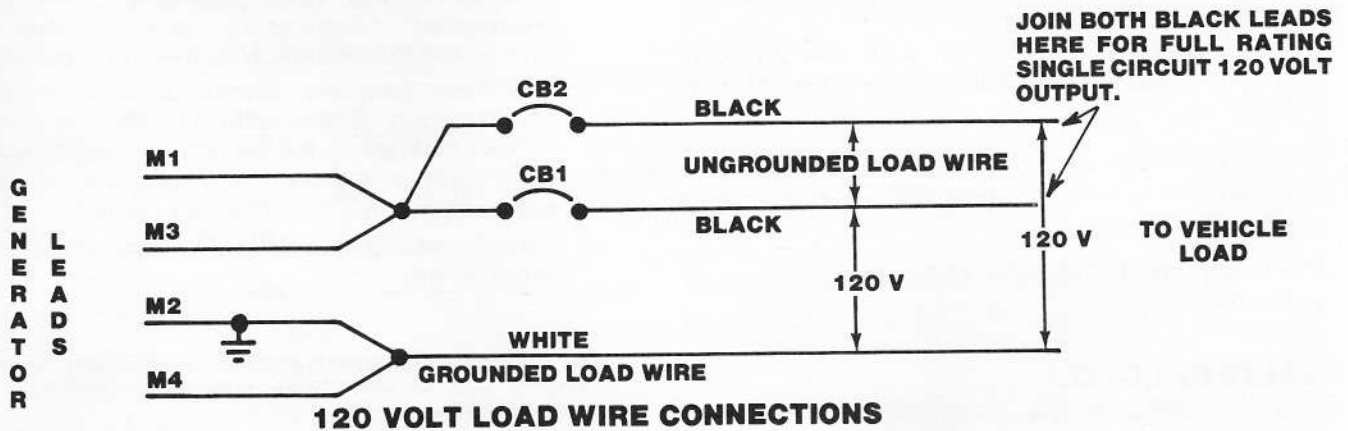 JOIN BOTH BLACK LEADS
HERE FOR FULL RATING
SINGLE CIRCUIT 120 VOLT
OUTPUT.
CB2
BLACK
UNGROUNDED LOAD WIRE
M1
CB1
BLACK
M3
120 V
TO VEHICLE
LOAD
120 V
GENERATOR
LEADS
M2
WHITE
GROUNDED LOAD WIRE
M4
120 VOLT LOAD WIRE CONNECTIONS